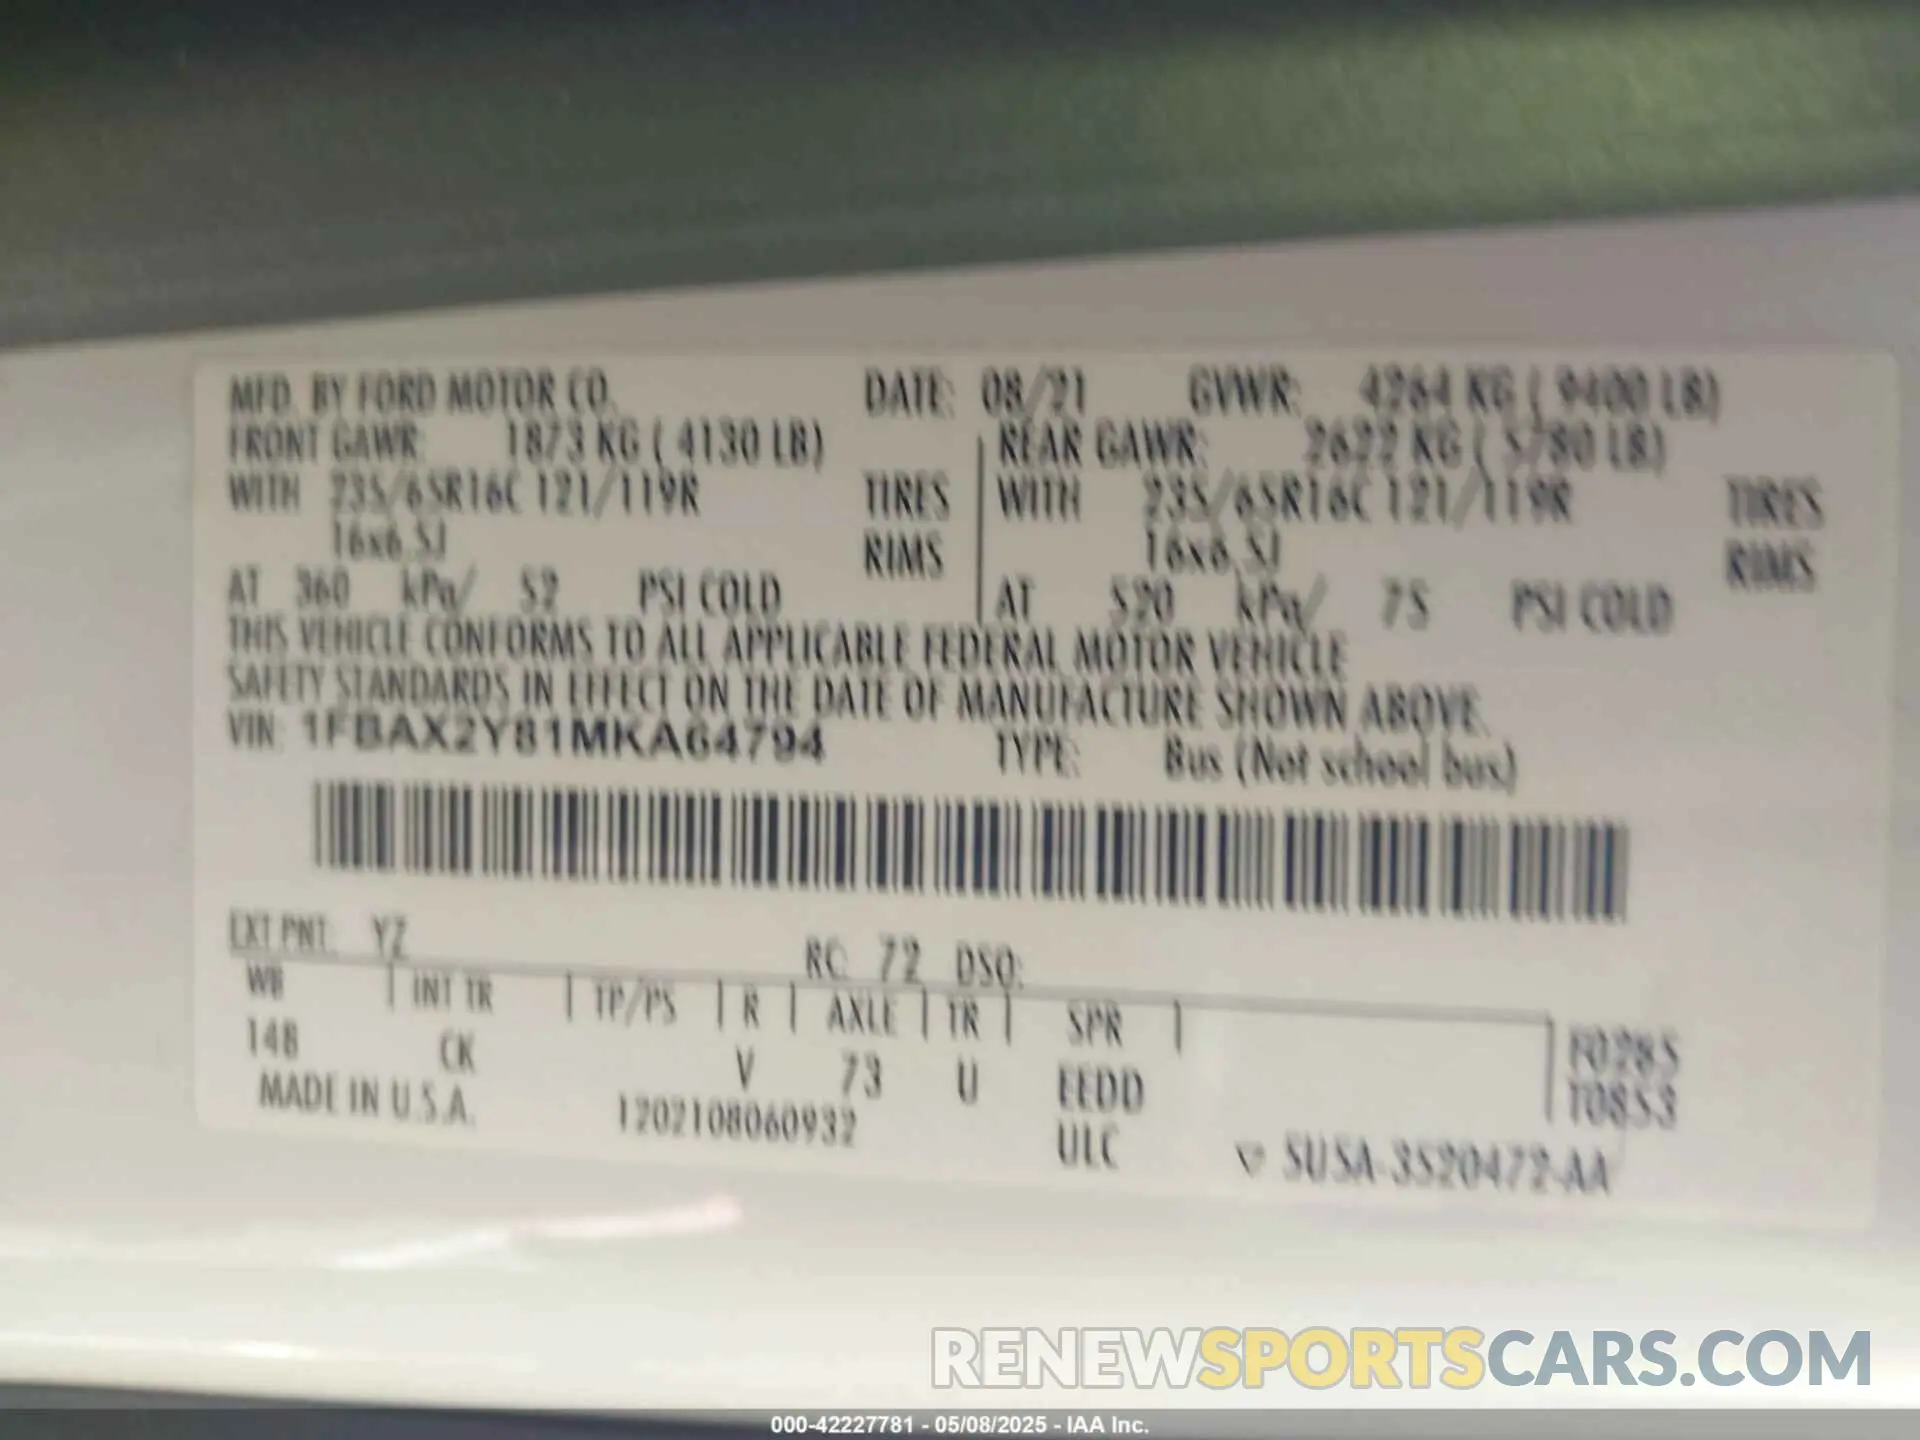 MFD. BY FORD MOTOR CO. DATE: 08/21 GVWR: 4264 KG ( 9400 LB)
FRONT GAWR: 1873 KG ( 4130 LB) REAR GAWR: 2622 KG ( 5780 LB)
WITH 235/65R16C 121/119R TIRES WITH 235/65R16C 121/119R TIRES
16x6.5J RIMS 16x6.5J RIMS
AT 360 kPa/ 52 PSI COLD AT 520 kPa/ 75 PSI COLD
THIS VEHICLE CONFORMS TO ALL APPLICABLE FEDERAL MOTOR VEHICLE
SAFETY STANDARDS IN EFFECT ON THE DATE OF MANUFACTURE SHOWN ABOVE.
VIN: 1FBAX2Y81MKA64794 TYPE: Bus (Not school bus)
EXT PNT: YZ RC: 72 DSO:
WB INT TR TP/PS R AXLE TR SPR
148 CK V 73 U EEDD F0285
T0853
MADE IN U.S.A. 1202108060932 ULC
5U5A-3520472-AA
RENEWSPORTSCARS.COM
000-42227781 - 05/08/2025 - IAA Inc.